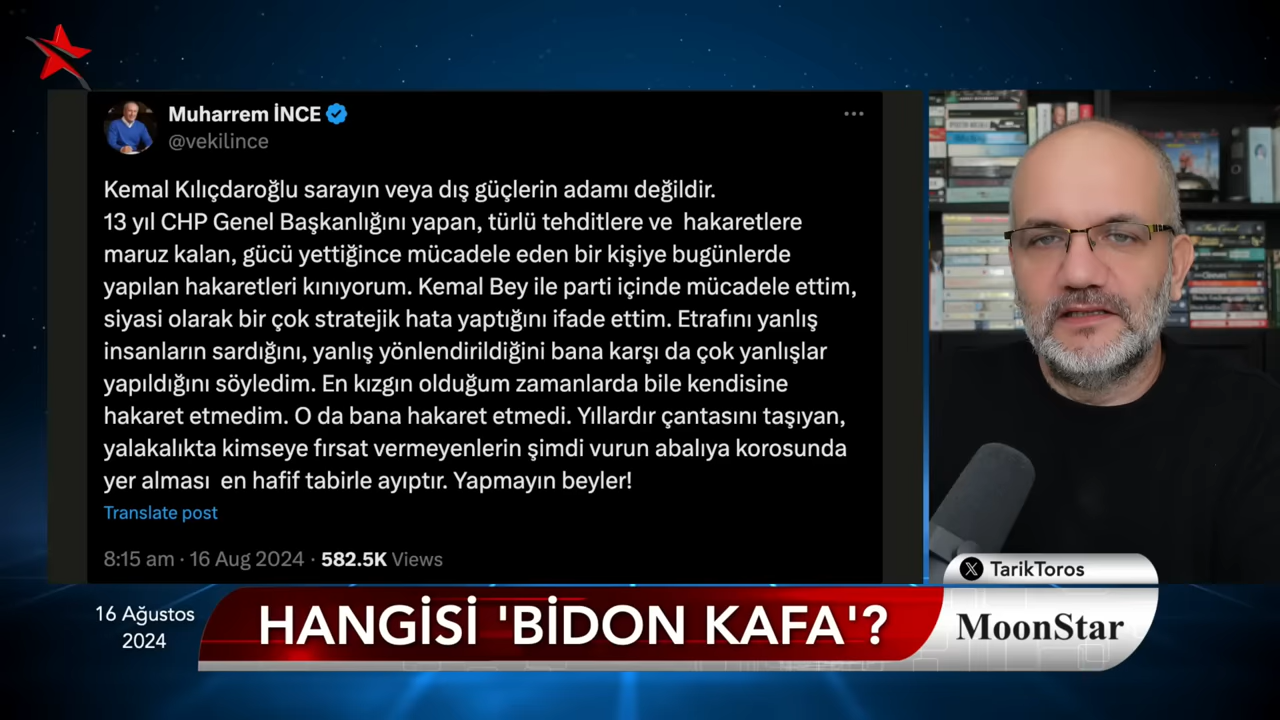 Muharrem İNCE
@vekilince
Kemal Kılıçdaroğlu sarayın veya dış güçlerin adamı değildir.
13 yıl CHP Genel Başkanlığını yapan, türlü tehditlere ve hakaretlere
maruz kalan, gücü yettiğince mücadele eden bir kişiye bugünlerde
yapılan hakaretleri kınıyorum. Kemal Bey ile parti içinde mücadele ettim,
siyasi olarak bir çok stratejik hata yaptığını ifade ettim. Etrafını yanlış
insanların sardığını, yanlış yönlendirildiğini bana karşı da çok yanlışlar
yapıldığını söyledim. En kızgın olduğum zamanlarda bile kendisine
hakaret etmedim. O da bana hakaret etmedi. Yıllardır çantasını taşıyan,
yalakalıkta kimseye fırsat vermeyenlerin şimdi vurun abalıya korosunda
yer alması en hafif tabirle ayıptır. Yapmayın beyler!
Translate post
8:15 am · 16 Aug 2024 · 582.5K Views
TarikToros
16 Ağustos
2024
HANGİSİ 'BİDON KAFA'?
MoonStar